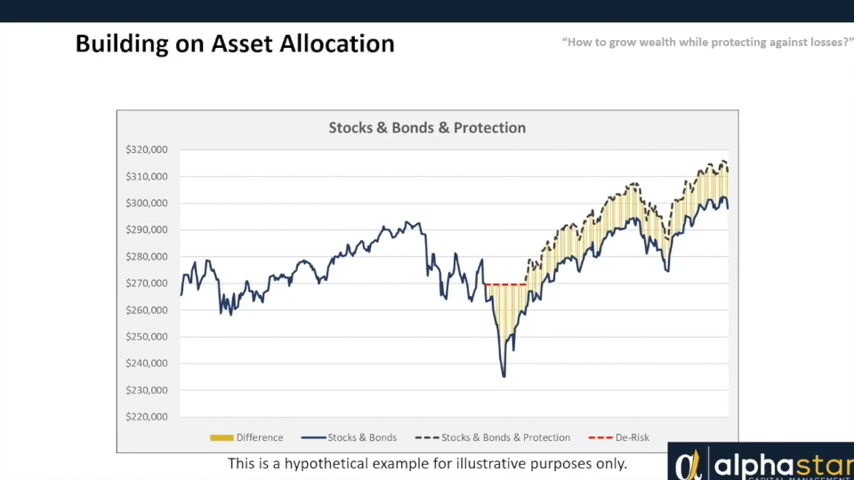 Building on Asset Allocation
“How to grow wealth while protecting against losses?”
Stocks & Bonds & Protection
$320,000
$310,000
$300,000
$290,000
$280,000
$270,000
$260,000
$250,000
$240,000
$230,000
$220,000
Difference
Stocks & Bonds
Stocks & Bonds & Protection
De-Risk
This is a hypothetical example for illustrative purposes only.
alphastar
CAPITAL MANAGEMENT